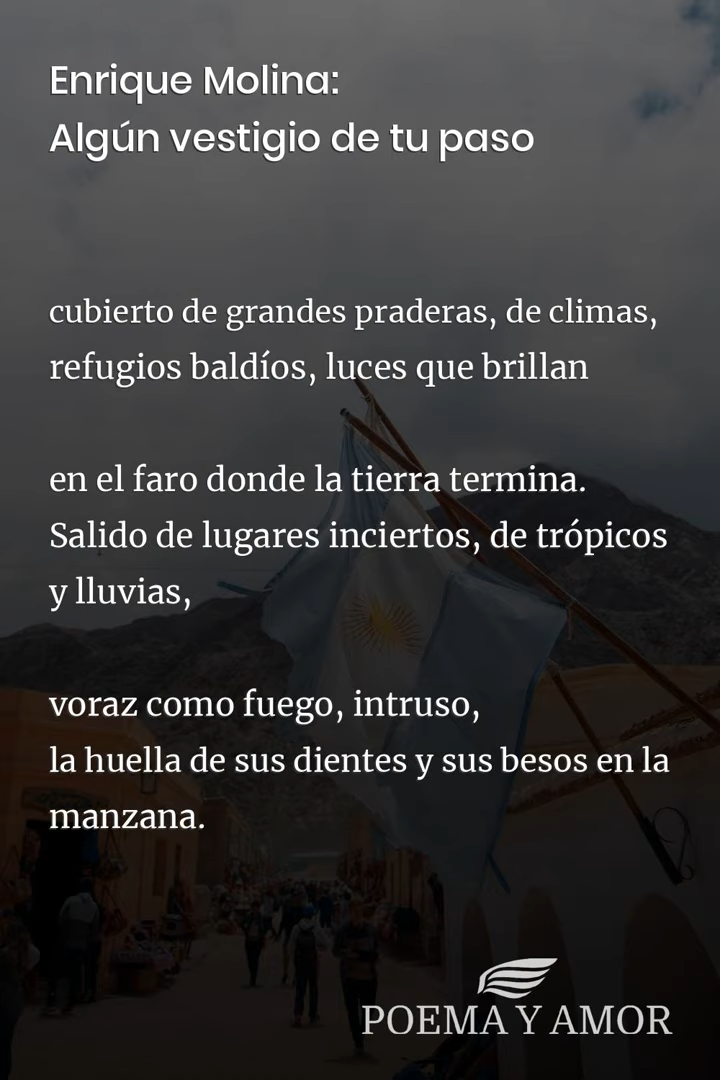 Enrique Molina:
Algún vestigio de tu paso
cubierto de grandes praderas, de climas,
refugios baldíos, luces que brillan
en el faro donde la tierra termina.
Salido de lugares inciertos, de trópicos
y lluvias,
voraz como fuego, intruso,
la huella de sus dientes y sus besos en la
manzana.
POEMA Y AMOR